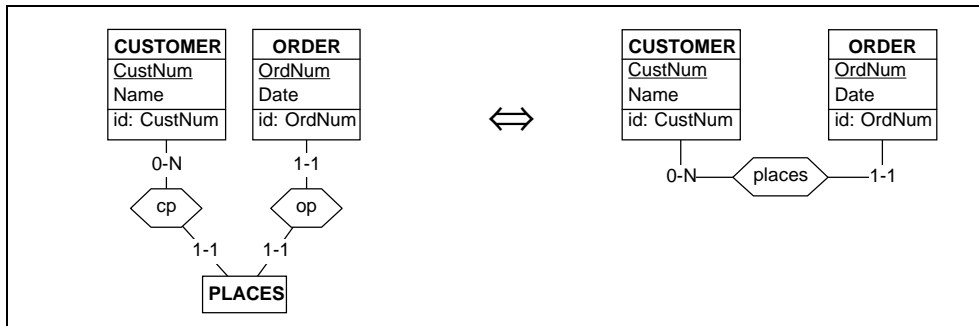 CUSTOMER
CustNum
Name
id: CustNum
ORDER
OrdNum
Date
id: OrdNum
0-N
1-1
cp
op
1-1
1-1
PLACES
⇔
CUSTOMER
CustNum
Name
id: CustNum
ORDER
OrdNum
Date
id: OrdNum
0-N
places
1-1